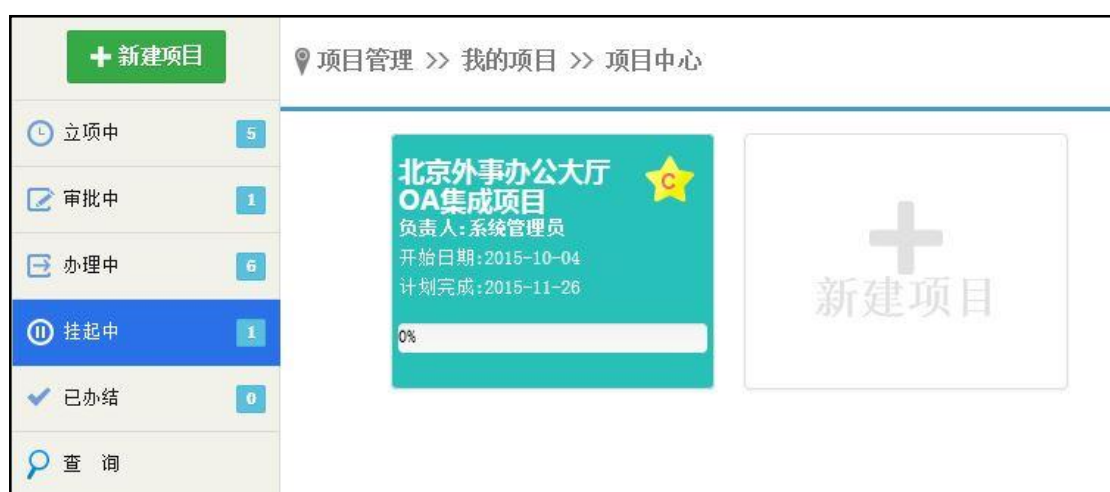 新建项目
项目管理 >> 我的项目 >> 项目中心
立项中 5
审批中 1
办理中 6
挂起中 1
已办结 0
查 询
北京外事办公大厅
OA集成项目
C
负责人:系统管理员
开始日期:2015-10-04
计划完成:2015-11-26
0%
新建项目